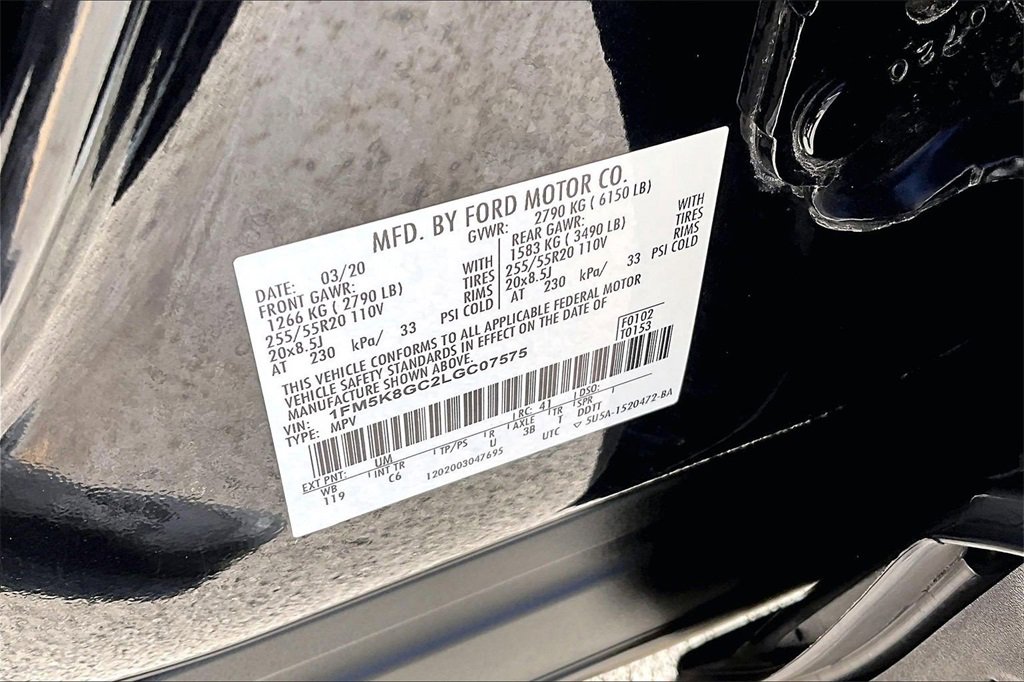 MFD. BY FORD MOTOR CO.
DATE: 03/20 GVWR: 2790 KG ( 6150 LB)
FRONT GAWR: WITH REAR GAWR: WITH
1266 KG ( 2790 LB) TIRES 1583 KG ( 3490 LB) TIRES
255/55R20 110V RIMS 255/55R20 110V RIMS
20x8.5J PSI COLD 20x8.5J PSI COLD
AT 230 kPa/ 33 AT 230 kPa/ 33
THIS VEHICLE CONFORMS TO ALL APPLICABLE FEDERAL MOTOR
VEHICLE SAFETY STANDARDS IN EFFECT ON THE DATE OF
MANUFACTURE SHOWN ABOVE.
VIN: 1FM5K8GC2LGC07575 F0102
TYPE: MPV T0153
EXT PNT: UM RC: 41 DSO:
WB INT TR TP/PS R AXLE TR SPR
119 C6 U 3B T DDTT
1202003047695 UTC ▽ 5U5A-1520472-BA